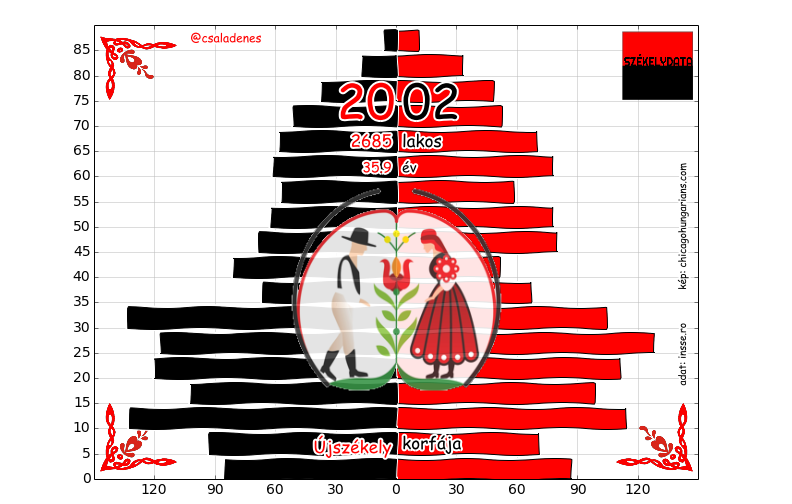 @csaladenes
SZÉKELYDATA
2002
2685 lakos
35.9 év
kép: chicagohungarians.com
adat: insse.ro
Újszékely korfája
85
80
75
70
65
60
55
50
45
40
35
30
25
20
15
10
5
0
120 90 60 30 0 30 60 90 120